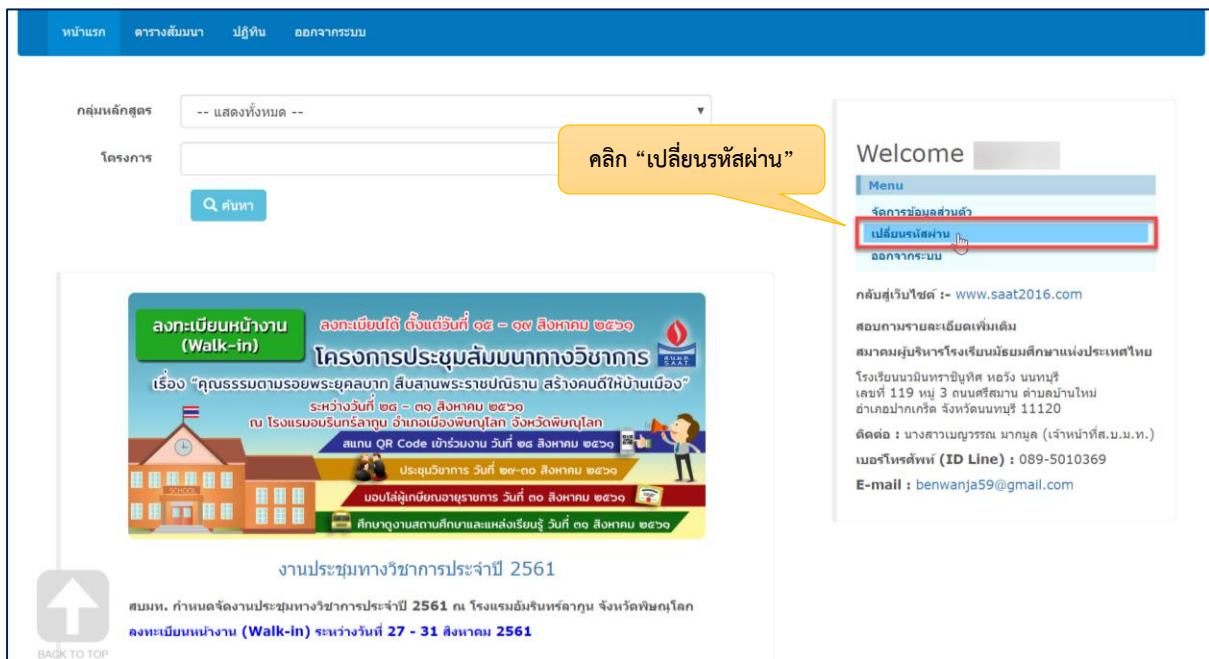 หน้าแรก ตารางสัมมนา ปฏิทิน ออกจากระบบ
กลุ่มหลักสูตร -- แสดงทั้งหมด --
โครงการ
ค้นหา
คลิก “เปลี่ยนรหัสผ่าน”
Welcome
Menu
จัดการข้อมูลส่วนตัว
เปลี่ยนรหัสผ่าน
ออกจากระบบ
กลับสู่เว็บไซต์ :- www.saat2016.com
สอบถามรายละเอียดเพิ่มเติม
สมาคมผู้บริหารโรงเรียนมัธยมศึกษาแห่งประเทศไทย
โรงเรียนนวมินทราชินูทิศ หอวัง นนทบุรี
เลขที่ 119 หมู่ 3 ถนนศรีสมาน ตำบลบ้านใหม่
อำเภอปากเกร็ด จังหวัดนนทบุรี 11120
ติดต่อ : นางสาวเบญวรรณ มากมูล (เจ้าหน้าที่ส.บ.ม.ท.)
เบอร์โทรศัพท์ (ID Line) : 089-5010369
E-mail : benwanja59@gmail.com
ลงทะเบียนหน้างาน
(Walk-in)
ลงทะเบียนได้ ตั้งแต่วันที่ ๑๕ - ๑๙ สิงหาคม ๒๕๖๑
โครงการประชุมสัมมนาทางวิชาการ
ส.บ.ม.ท.
SAAT
เรื่อง “คุณธรรมตามรอยพระยุคลบาท สืบสานพระราชปณิธาน สร้างคนดีให้บ้านเมือง”
ระหว่างวันที่ ๒๘ - ๓๑ สิงหาคม ๒๕๖๑
ณ โรงแรมอมรินทร์ลากูน อำเภอเมืองพิษณุโลก จังหวัดพิษณุโลก
สแกน QR Code เข้าร่วมงาน วันที่ ๒๘ สิงหาคม ๒๕๖๑
ประชุมวิชาการ วันที่ ๒๙-๓๐ สิงหาคม ๒๕๖๑
มอบโล่ผู้เกษียณอายุราชการ วันที่ ๓๐ สิงหาคม ๒๕๖๑
SCHOOL
ศึกษาดูงานสถานศึกษาและแหล่งเรียนรู้ วันที่ ๓๑ สิงหาคม ๒๕๖๑
งานประชุมทางวิชาการประจำปี 2561
สบมท. กำหนดจัดงานประชุมทางวิชาการประจำปี 2561 ณ โรงแรมอัมรินทร์ลากูน จังหวัดพิษณุโลก
ลงทะเบียนหน้างาน (Walk-in) ระหว่างวันที่ 27 - 31 สิงหาคม 2561
BACK TO TOP